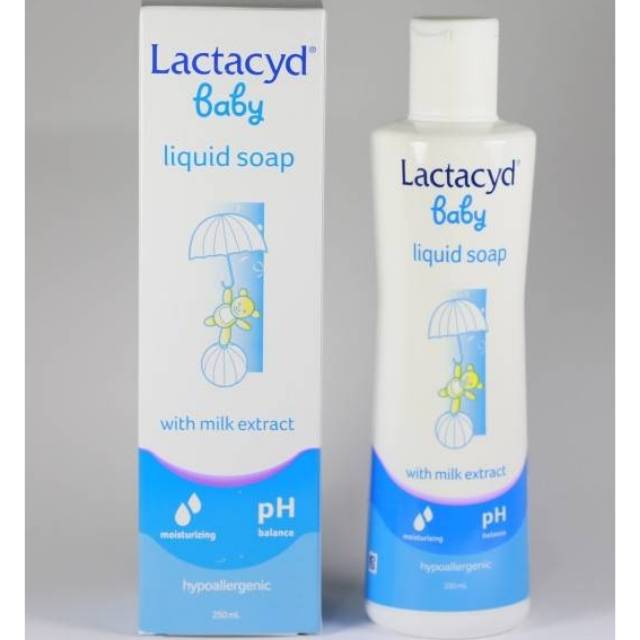 Lactacyd®
baby
liquid soap
with milk extract
moisturizing
pH
balance
hypoallergenic
250 mL
Lactacyd®
baby
liquid soap
with milk extract
moisturizing
pH
balance
hypoallergenic
250 mL